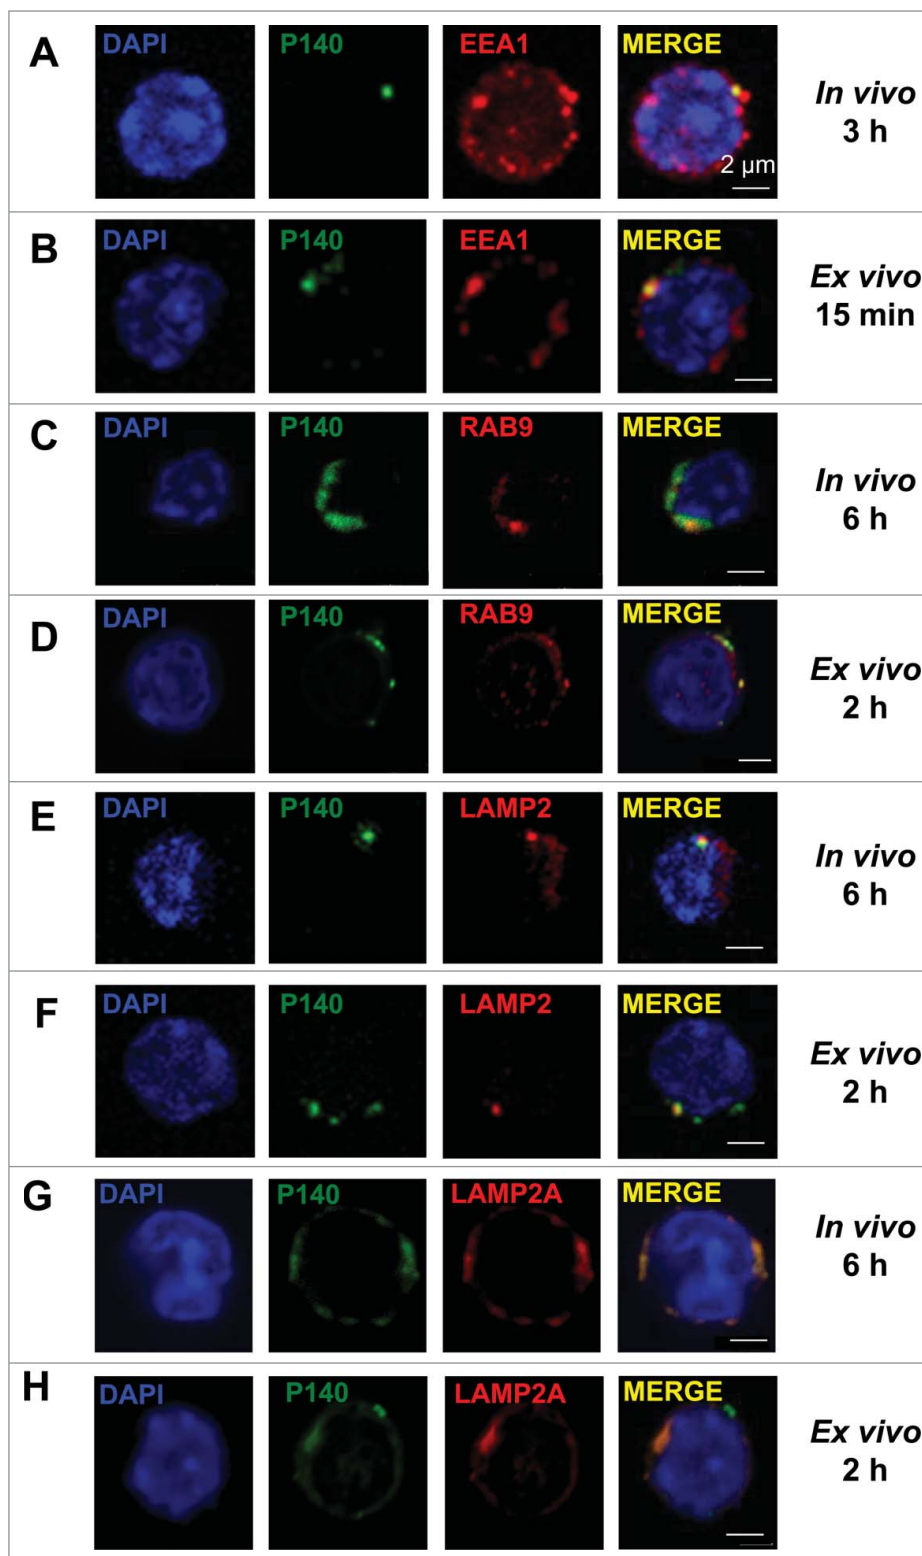 A DAPI P140 EEA1 MERGE In vivo
3 h
2 μm
B DAPI P140 EEA1 MERGE Ex vivo
15 min
C DAPI P140 RAB9 MERGE In vivo
6 h
D DAPI P140 RAB9 MERGE Ex vivo
2 h
E DAPI P140 LAMP2 MERGE In vivo
6 h
F DAPI P140 LAMP2 MERGE Ex vivo
2 h
G DAPI P140 LAMP2A MERGE In vivo
6 h
H DAPI P140 LAMP2A MERGE Ex vivo
2 h